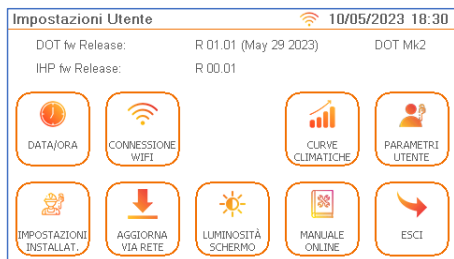 Impostazioni Utente 10/05/2023 18:30
DOT fw Release: R 01.01 (May 29 2023) DOT Mk2
IHP fw Release: R 00.01
DATA/ORA
CONNESSIONE
WIFI
CURVE
CLIMATICHE
PARAMETRI
UTENTE
IMPOSTAZIONI
INSTALLAT.
AGGIORNA
VIA RETE
LUMINOSITÀ
SCHERMO
MANUALE
ONLINE
ESCI